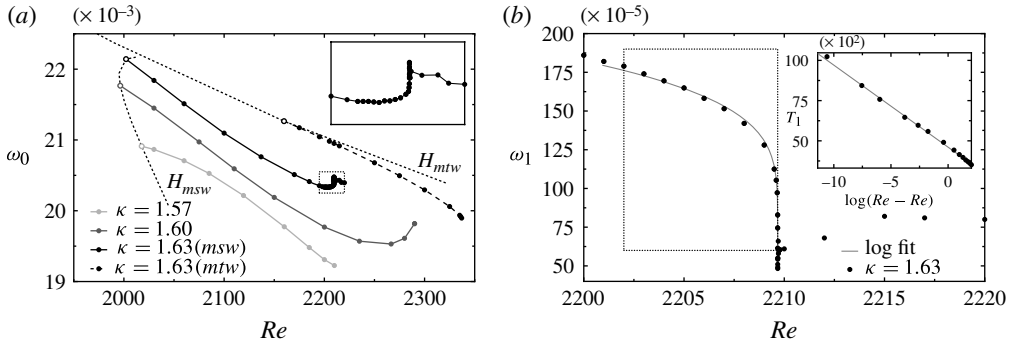 (a)
(× 10⁻³)
22
21
20
19
ω₀
2000
2100
2200
2300
Re
H_msw
H_mtw
κ = 1.57
κ = 1.60
κ = 1.63(msw)
κ = 1.63(mtw)
(b)
(× 10⁻⁵)
200
175
150
125
100
75
50
ω₁
2200
2205
2210
2215
2220
Re
(× 10²)
100
75
50
T₁
−10
−5
0
log(Re − Re)
log fit
κ = 1.63